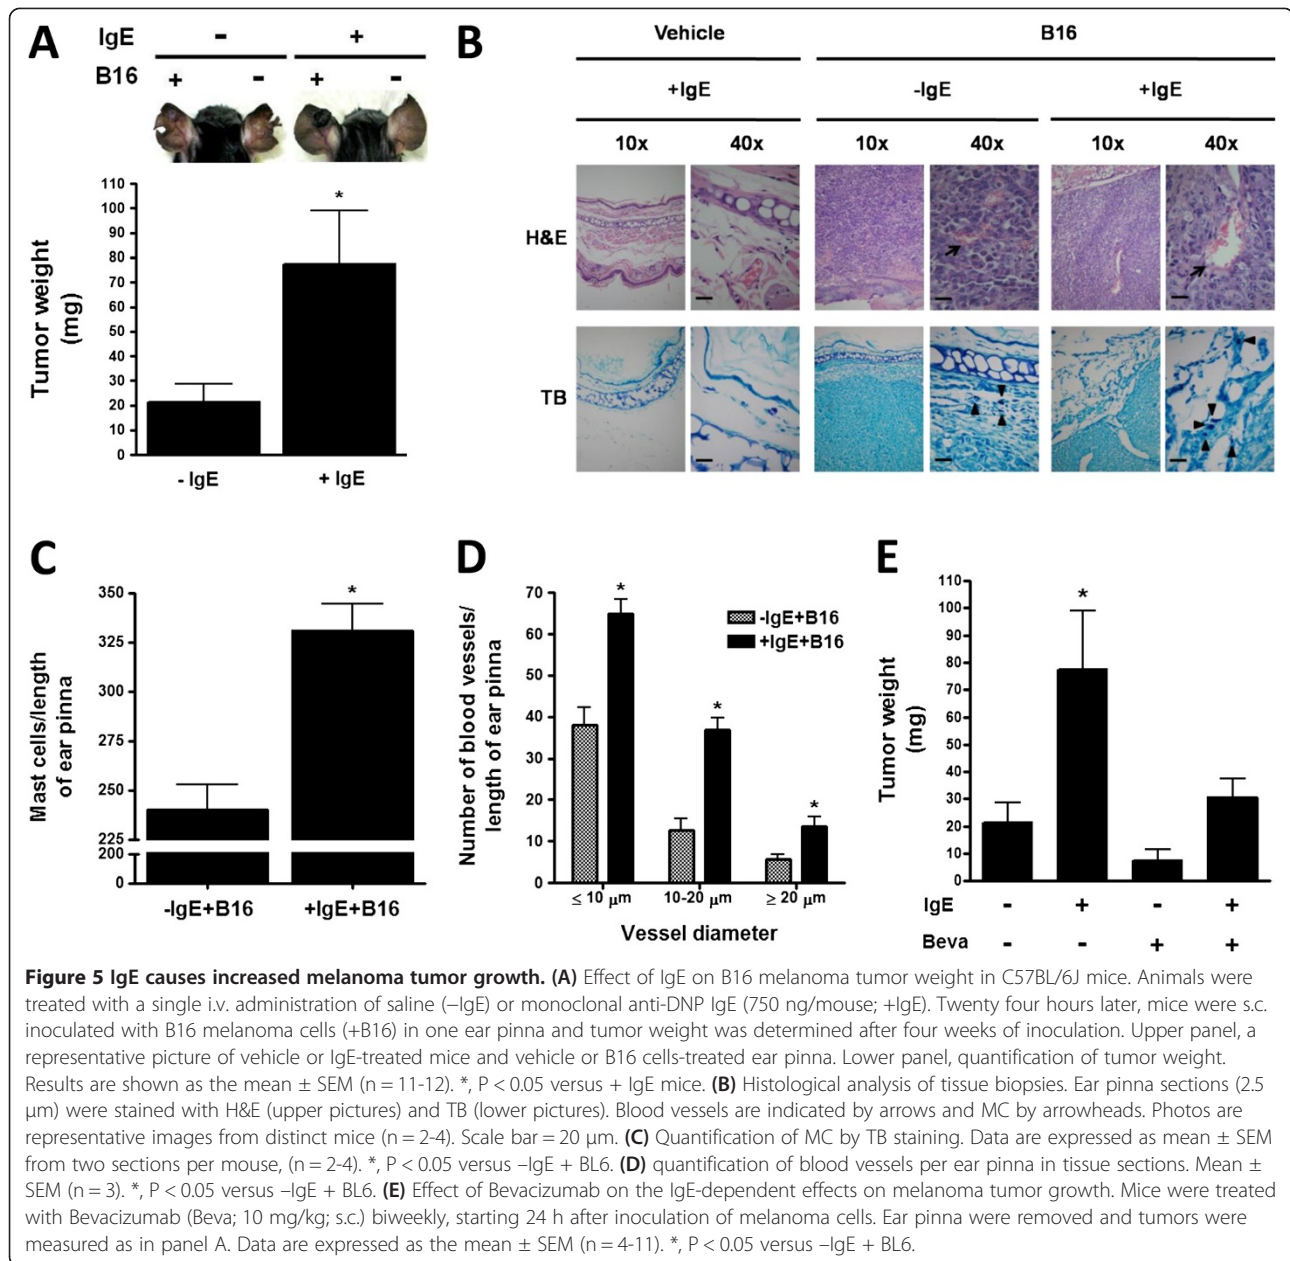 A
IgE - +
B16 + - + -
110
100
90
80
70
60
50
40
30
20
10
0
Tumor weight
(mg)
*
- IgE + IgE
B
Vehicle B16
+IgE -IgE +IgE
10x 40x 10x 40x 10x 40x
H&E
TB
C
Mast cells/length
of ear pinna
350
325
300
275
250
225
200
0
*
-IgE+B16 +IgE+B16
D
Number of blood vessels/
length of ear pinna
70
60
50
40
30
20
10
0
* * *
-IgE+B16
+IgE+B16
≤ 10 μm 10-20 μm ≥ 20 μm
Vessel diameter
E
Tumor weight
(mg)
110
100
90
80
70
60
50
40
30
20
10
0
*
IgE - + - +
Beva - - + +
Figure 5 IgE causes increased melanoma tumor growth. (A) Effect of IgE on B16 melanoma tumor weight in C57BL/6J mice. Animals were
treated with a single i.v. administration of saline (−IgE) or monoclonal anti-DNP IgE (750 ng/mouse; +IgE). Twenty four hours later, mice were s.c.
inoculated with B16 melanoma cells (+B16) in one ear pinna and tumor weight was determined after four weeks of inoculation. Upper panel, a
representative picture of vehicle or IgE-treated mice and vehicle or B16 cells-treated ear pinna. Lower panel, quantification of tumor weight.
Results are shown as the mean ± SEM (n = 11-12). *, P < 0.05 versus + IgE mice. (B) Histological analysis of tissue biopsies. Ear pinna sections (2.5
μm) were stained with H&E (upper pictures) and TB (lower pictures). Blood vessels are indicated by arrows and MC by arrowheads. Photos are
representative images from distinct mice (n = 2-4). Scale bar = 20 μm. (C) Quantification of MC by TB staining. Data are expressed as mean ± SEM
from two sections per mouse, (n = 2-4). *, P < 0.05 versus –IgE + BL6. (D) quantification of blood vessels per ear pinna in tissue sections. Mean ±
SEM (n = 3). *, P < 0.05 versus –IgE + BL6. (E) Effect of Bevacizumab on the IgE-dependent effects on melanoma tumor growth. Mice were treated
with Bevacizumab (Beva; 10 mg/kg; s.c.) biweekly, starting 24 h after inoculation of melanoma cells. Ear pinna were removed and tumors were
measured as in panel A. Data are expressed as the mean ± SEM (n = 4-11). *, P < 0.05 versus –IgE + BL6.